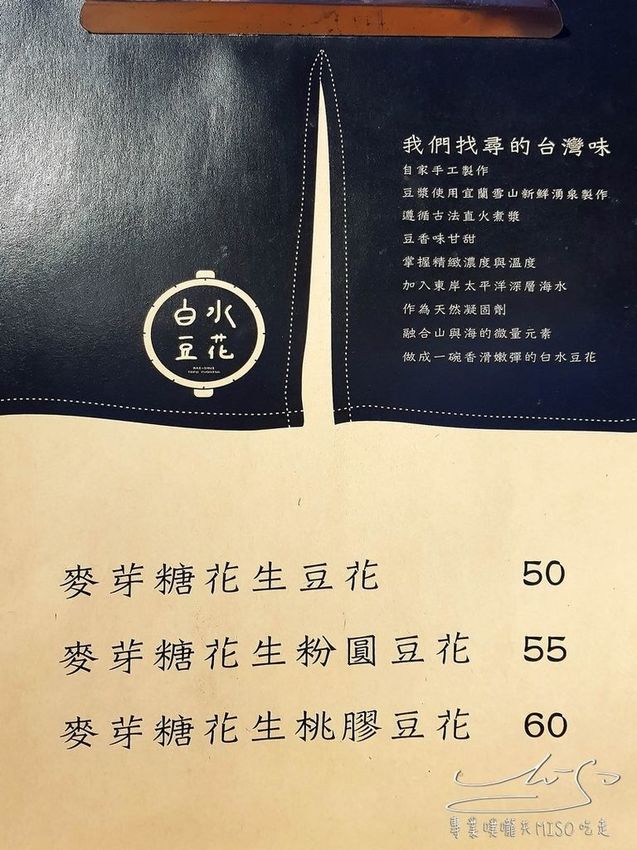 我們找尋的台灣味
自家手工製作
豆漿使用宜蘭雪山新鮮湧泉製作
遵循古法直火煮漿
豆香味甘甜
掌握精緻濃度與溫度
加入東岸太平洋深層海水
作為天然凝固劑
融合山與海的微量元素
做成一碗香滑嫩彈的白水豆花
白水
豆花
麥芽糖花生豆花 50
麥芽糖花生粉圓豆花 55
麥芽糖花生桃膠豆花 60
專業噗嚨共MISO吃走